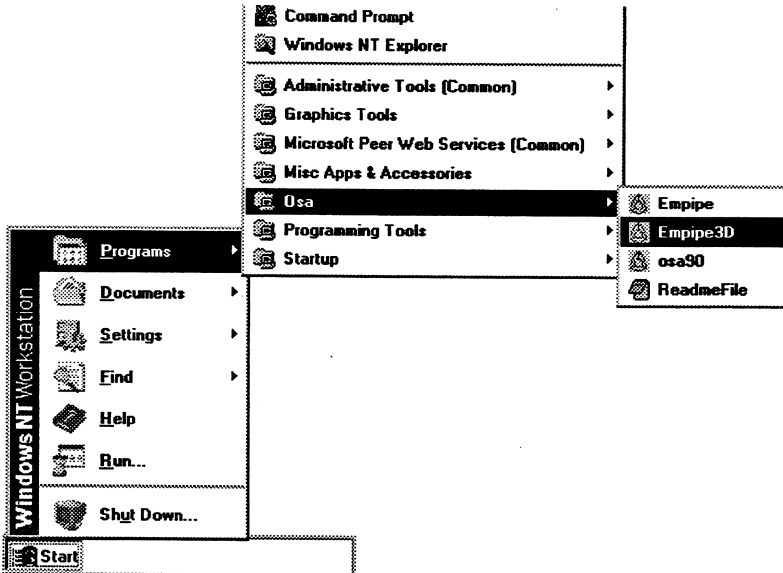 Command Prompt
Windows NT Explorer
Administrative Tools (Common)
Graphics Tools
Microsoft Peer Web Services (Common)
Misc Apps & Accessories
Osa
Programming Tools
Startup
Empipe
Empipe3D
osa90
ReadmeFile
Programs
Documents
Settings
Find
Help
Run...
Shut Down...
Windows NT Workstation
Start